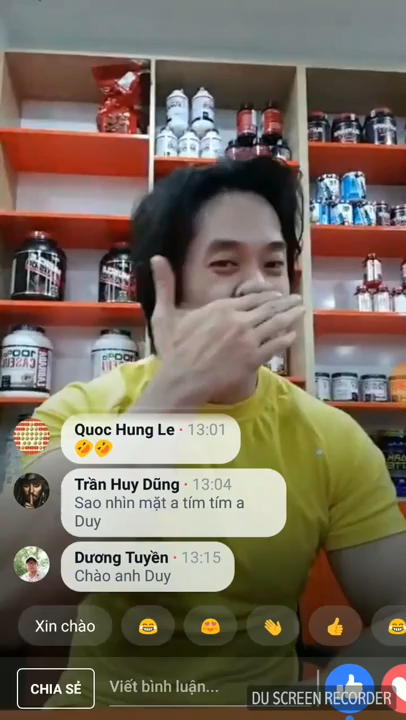 100%
CASEIN
Quoc Hung Le · 13:01
🤣🤣
Trần Huy Dũng · 13:04
Sao nhìn mặt a tím tím a
Duy
Dương Tuyền · 13:15
Chào anh Duy
Xin chào 😂 😍 👋 👍 😂
CHIA SẺ
Viết bình luận...
DU SCREEN RECORDER